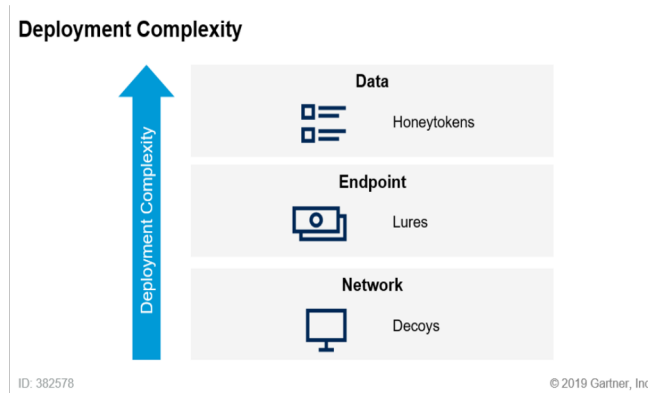 Deployment Complexity
Deployment Complexity
Data
Honeytokens
Endpoint
Lures
Network
Decoys
ID: 382578
© 2019 Gartner, Inc